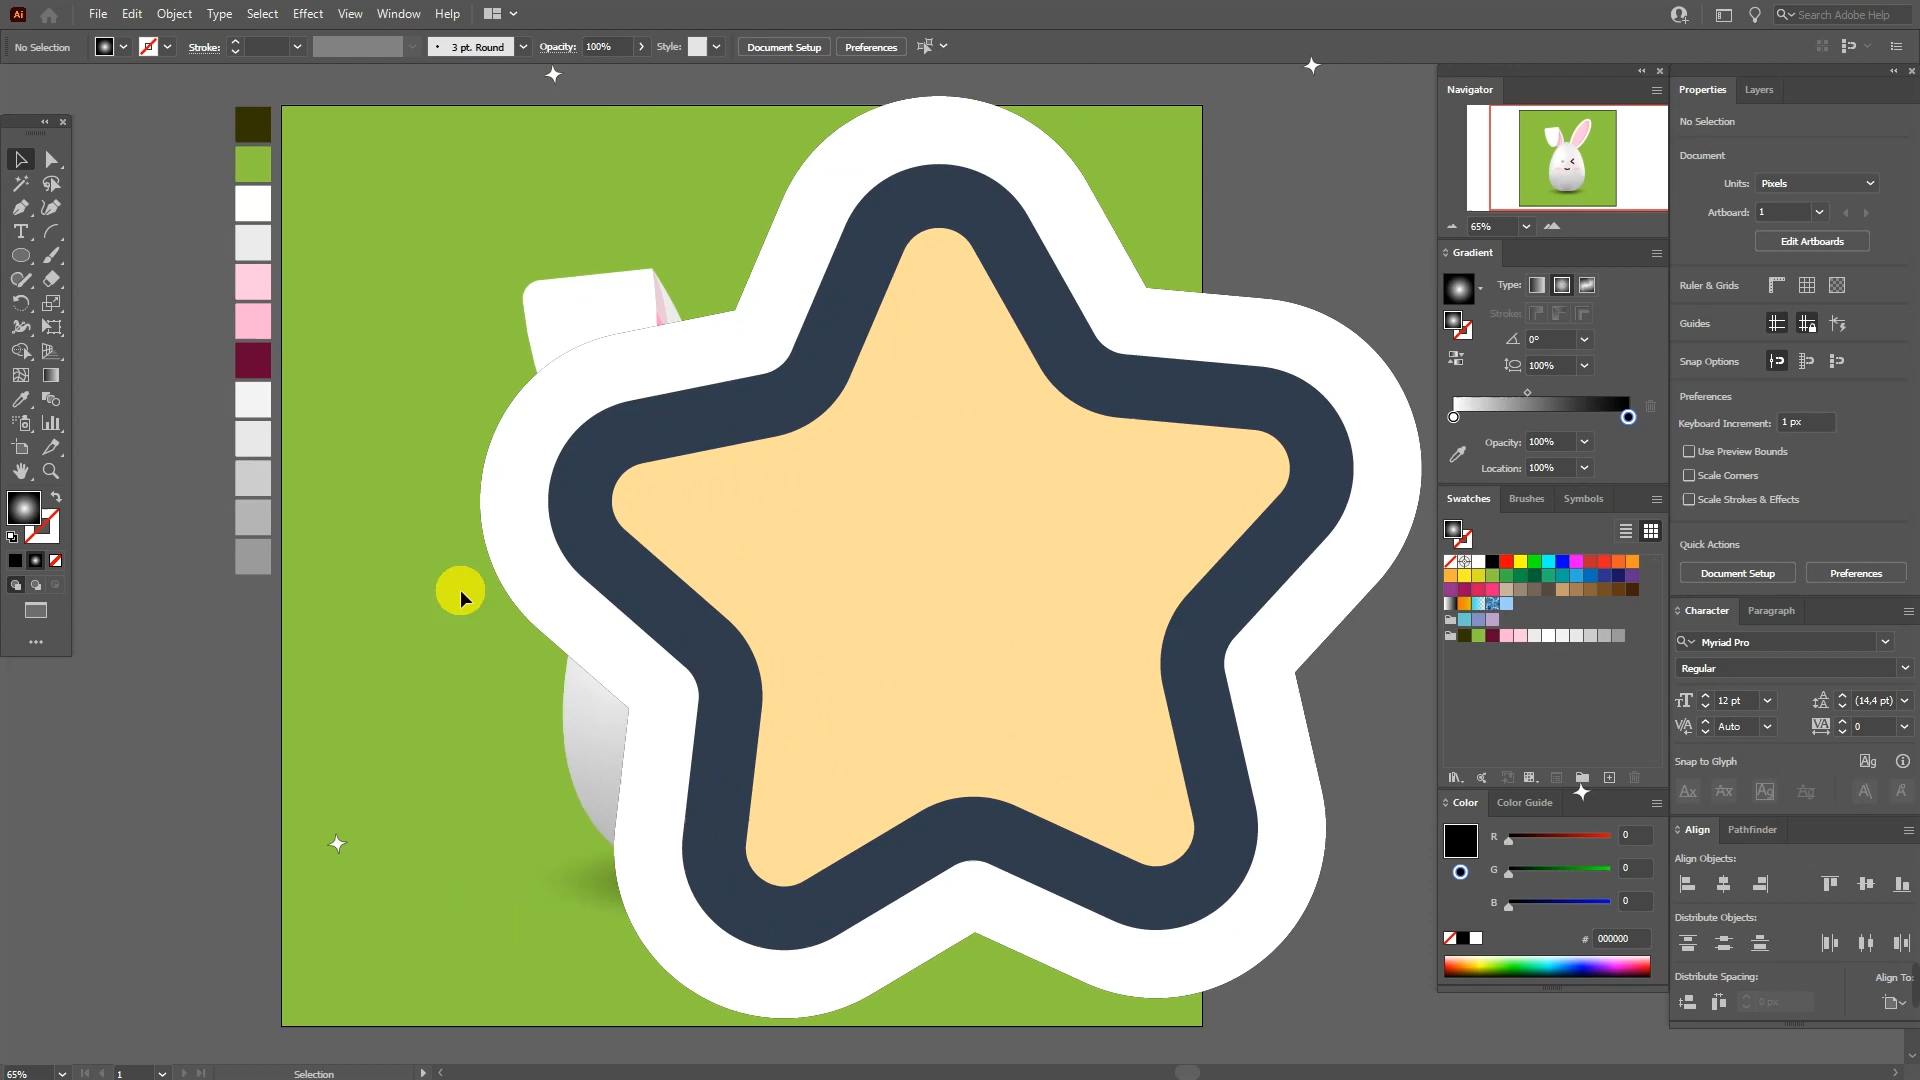 Ai File Edit Object Type Select Effect View Window Help Search Adobe Help
No Selection Stroke: 3 pt. Round Opacity: 100% Style: Document Setup Preferences
Navigator
65%
Gradient
Type:
Stroke:
0°
100%
Opacity: 100%
Location: 100%
Swatches Brushes Symbols
Color Color Guide
R 0
G 0
B 0
# 000000
Properties Layers
No Selection
Document
Units: Pixels
Artboard: 1
Edit Artboards
Ruler & Grids
Guides
Snap Options
Preferences
Keyboard Increment: 1 px
Use Preview Bounds
Scale Corners
Scale Strokes & Effects
Quick Actions
Document Setup Preferences
Character Paragraph
Myriad Pro
Regular
12 pt (14,4 pt)
Auto 0
Snap to Glyph
Align Pathfinder
Align Objects:
Distribute Objects:
Distribute Spacing: Align To:
0 px
65% 1 Selection